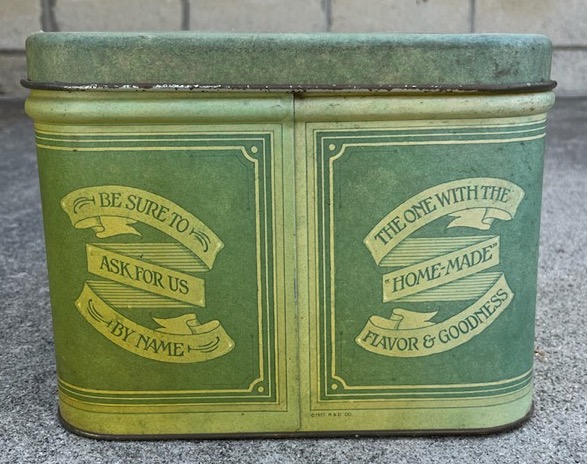 BE SURE TO
ASK FOR US
BY NAME
THE ONE WITH THE
"HOME-MADE"
FLAVOR & GOODNESS